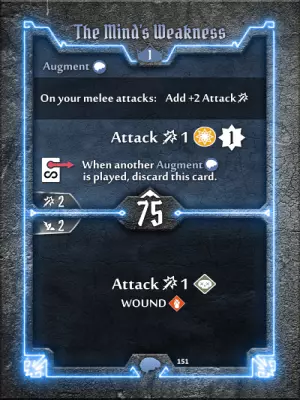 The Mind's Weakness
1
Augment
On your melee attacks: Add +2 Attack
Attack 1 1
S When another Augment
is played, discard this card.
2
75
2
Attack 1
WOUND
151